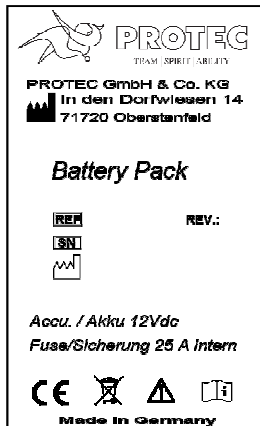 PROTEC
TEAM | SPIRIT | ABILITY
PROTEC GmbH & Co. KG
In den Dorfwiesen 14
71720 Oberstenfeld
Battery Pack
REF REV.:
SN
Accu. / Akku 12Vdc
Fuse/Sicherung 25 A intern
CE
Made in Germany